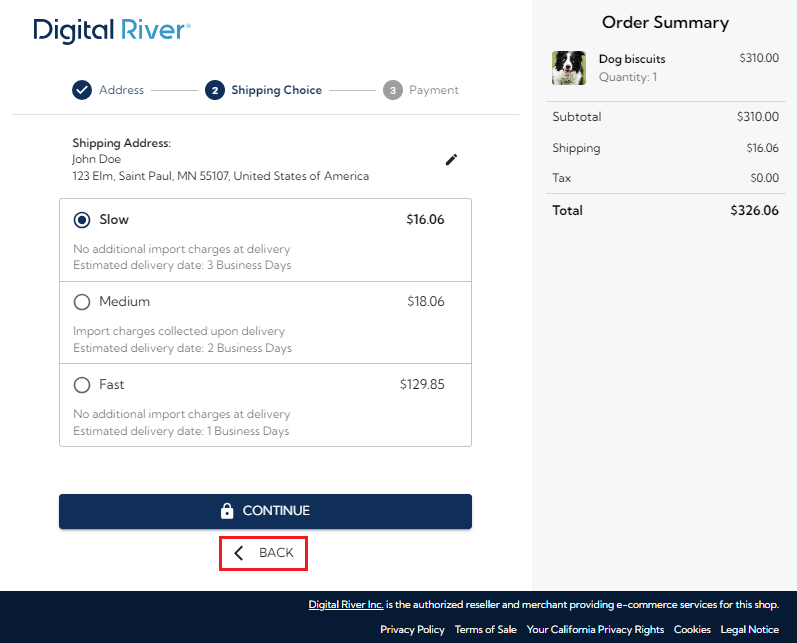 Digital River
Address
2
Shipping Choice
3
Payment
Shipping Address:
John Doe
123 Elm, Saint Paul, MN 55107, United States of America
Slow $16.06
No additional import charges at delivery
Estimated delivery date: 3 Business Days
Medium $18.06
Import charges collected upon delivery
Estimated delivery date: 2 Business Days
Fast $129.85
No additional import charges at delivery
Estimated delivery date: 1 Business Days
CONTINUE
BACK
Order Summary
Dog biscuits $310.00
Quantity: 1
Subtotal $310.00
Shipping $16.06
Tax $0.00
Total $326.06
Digital River Inc. is the authorized reseller and merchant providing e-commerce services for this shop.
Privacy Policy Terms of Sale Your California Privacy Rights Cookies Legal Notice